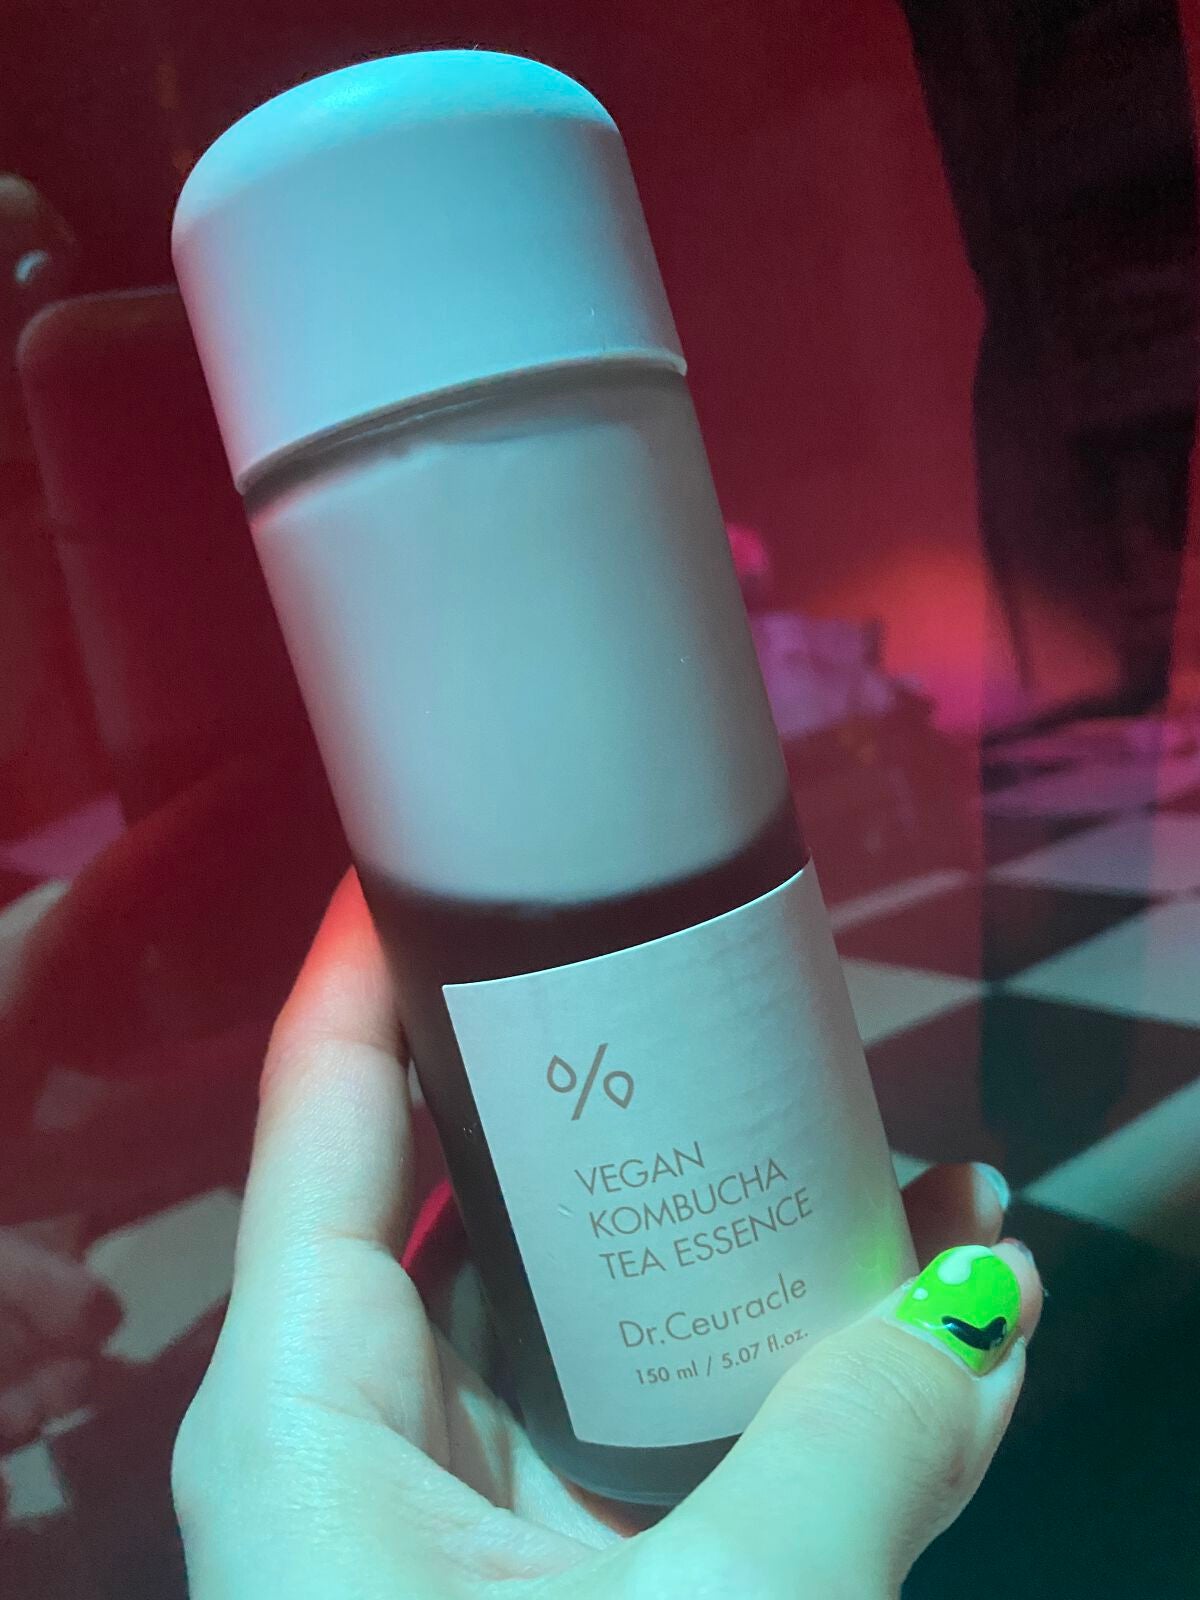 %
VEGAN
KOMBUCHA
TEA ESSENCE
Dr.Ceuracle
150 ml / 5.07 fl.oz.